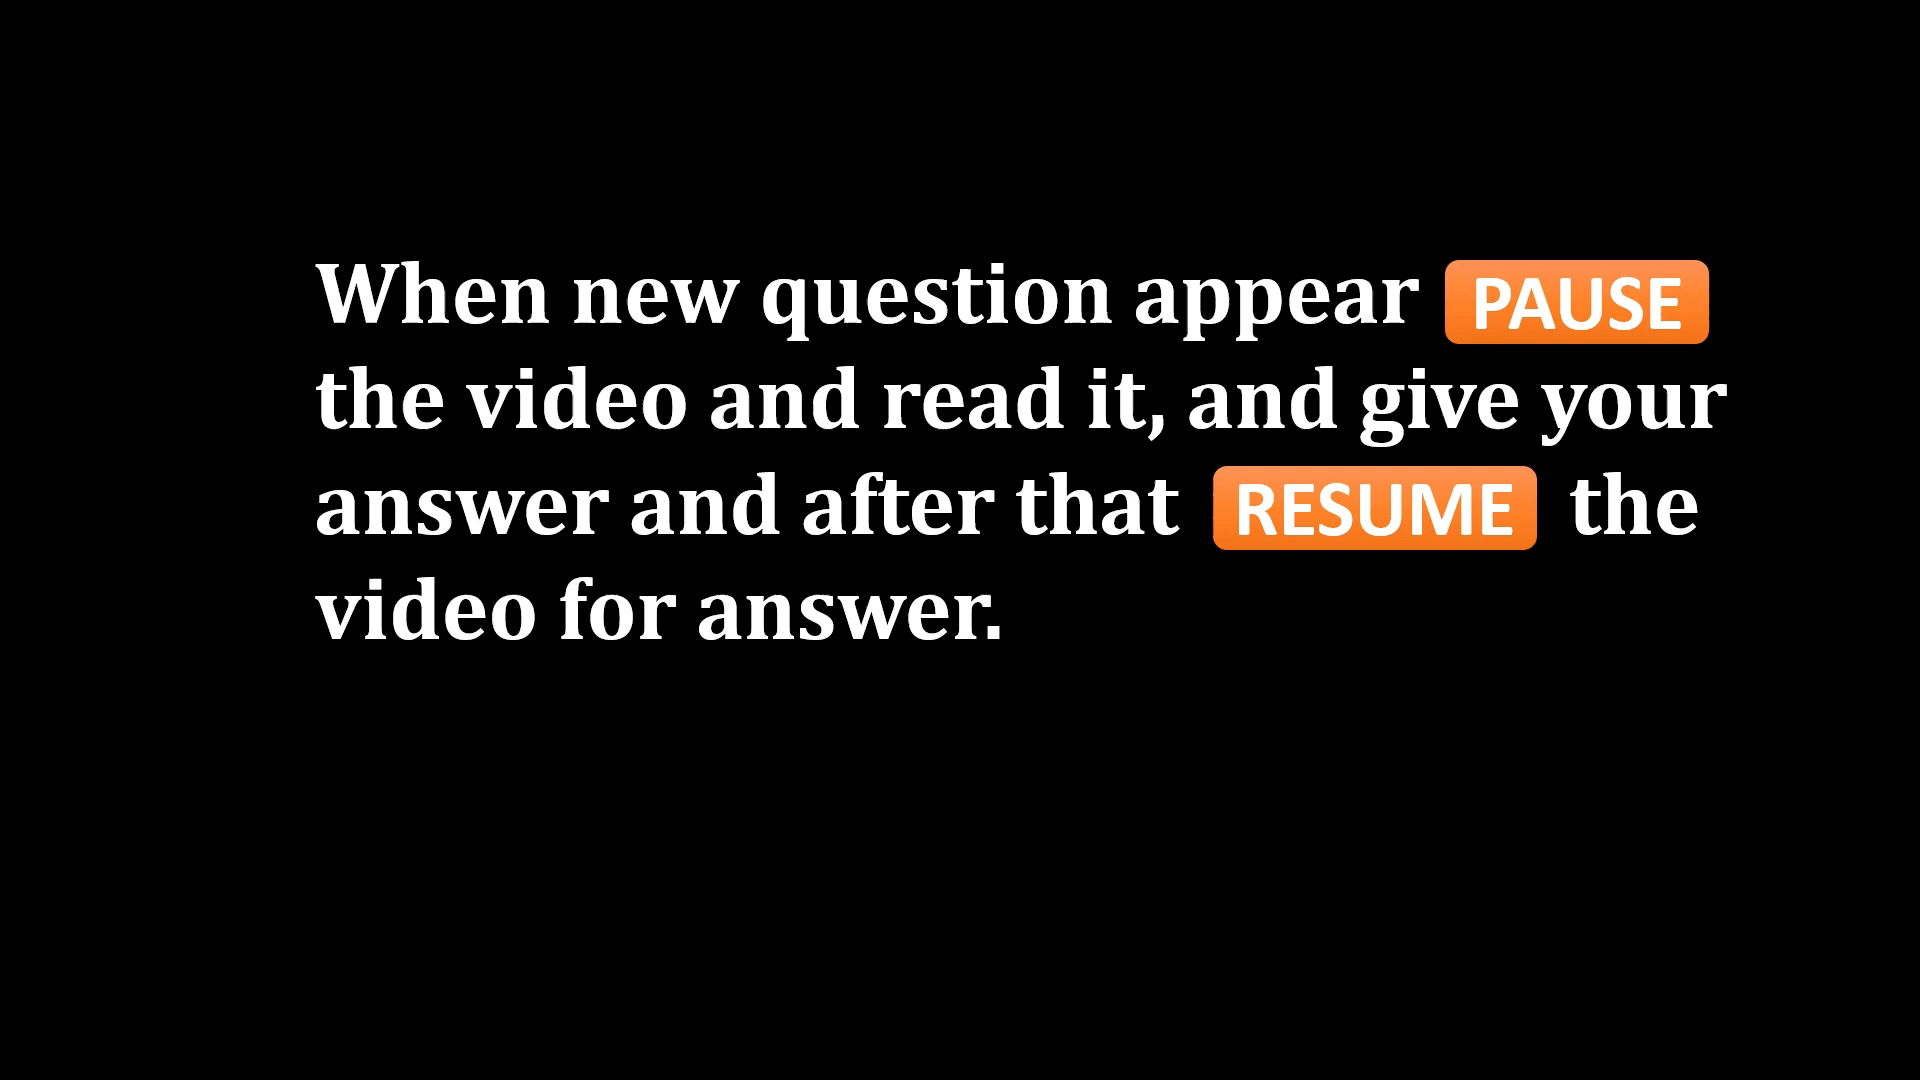 When new question appear PAUSE
the video and read it, and give your
answer and after that RESUME the
video for answer.